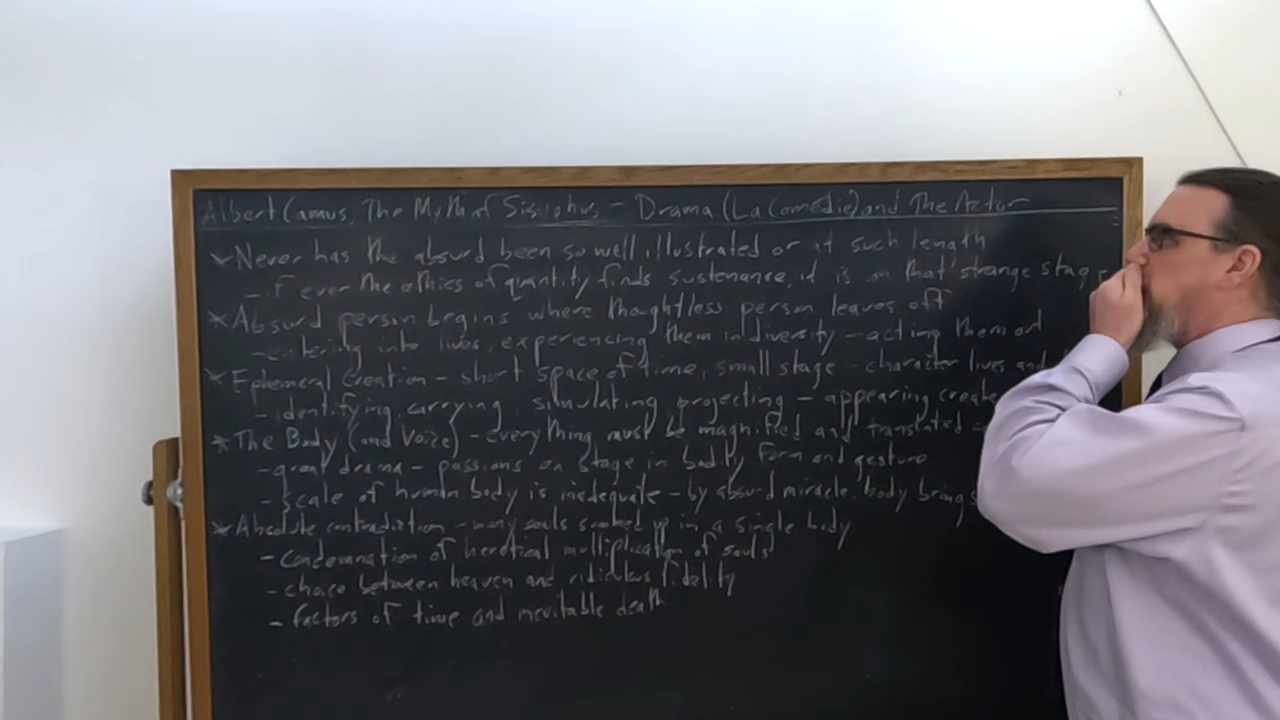 Albert Camus, The Myth of Sisyphus - Drama (La Comédie) and The Actor
* Never has the absurd been so well illustrated or at such length
- if ever the ethics of quantity finds sustenance, it is on that strange stage
* Absurd person begins where thoughtless person leaves off
- entering into lives, experiencing them in diversity - acting them out
* Ephemeral Creation - short space of time, small stage - character lives and
- identifying, carrying, simulating, projecting - appearing create
* The Body (and Voice) - everything must be magnified and translated
- great drama - passions on stage in bodily form and gesture
- scale of human body is inadequate - by absurd miracle, body brings
* Absolute contradiction - many souls summed up in a single body
- condemnation of heretical multiplication of souls
- choice between heaven and ridiculous fidelity
- factors of time and inevitable death